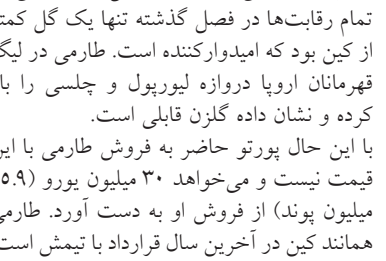 تمام رقابت‌ها در فصل گذشته تنها یک گل کمتر
از کین بود که امیدوارکننده است. طارمی در لیگ
قهرمانان اروپا دروازه لیورپول و چلسی را باز
کرده و نشان داده گلزن قابلی است.
با این حال پورتو حاضر به فروش طارمی با این
قیمت نیست و می‌خواهد ۳۰ میلیون یورو (۵.۹
میلیون پوند) از فروش او به دست آورد. طارمی
همانند کین در آخرین سال قرارداد با تیمش است